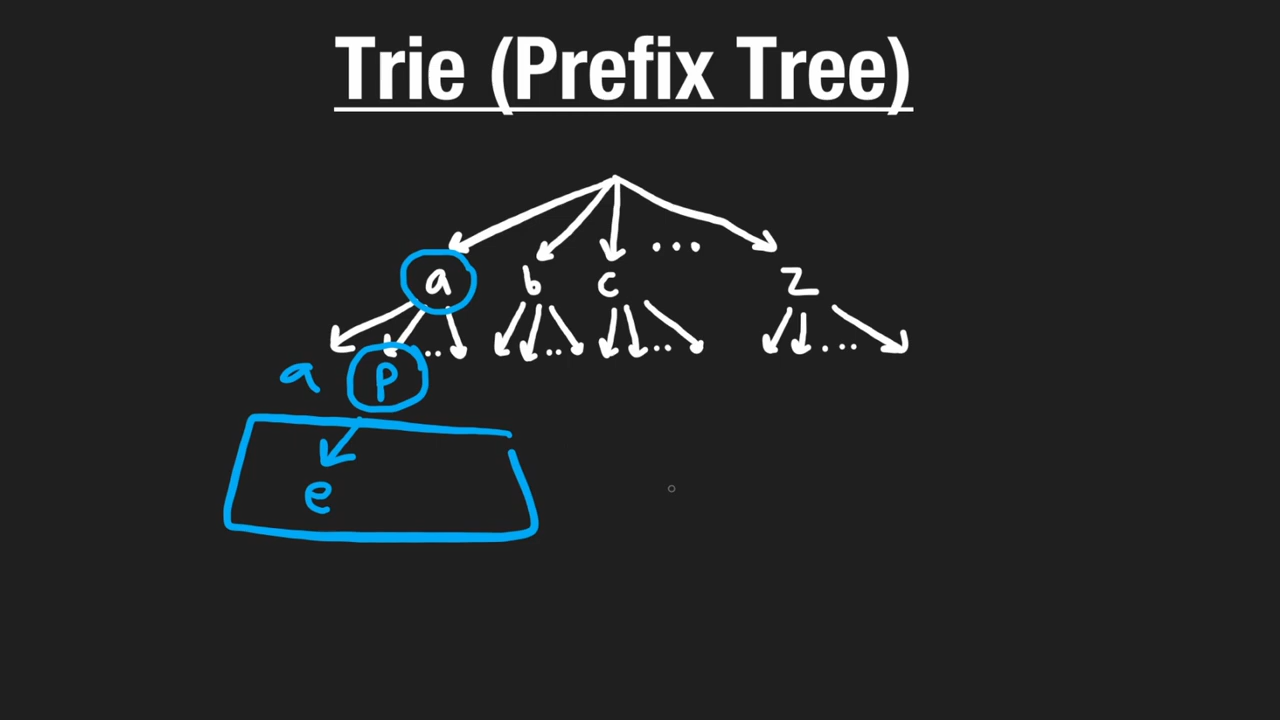 Trie (Prefix Tree)
a b c ... z
.. .. .. ...
a p
e